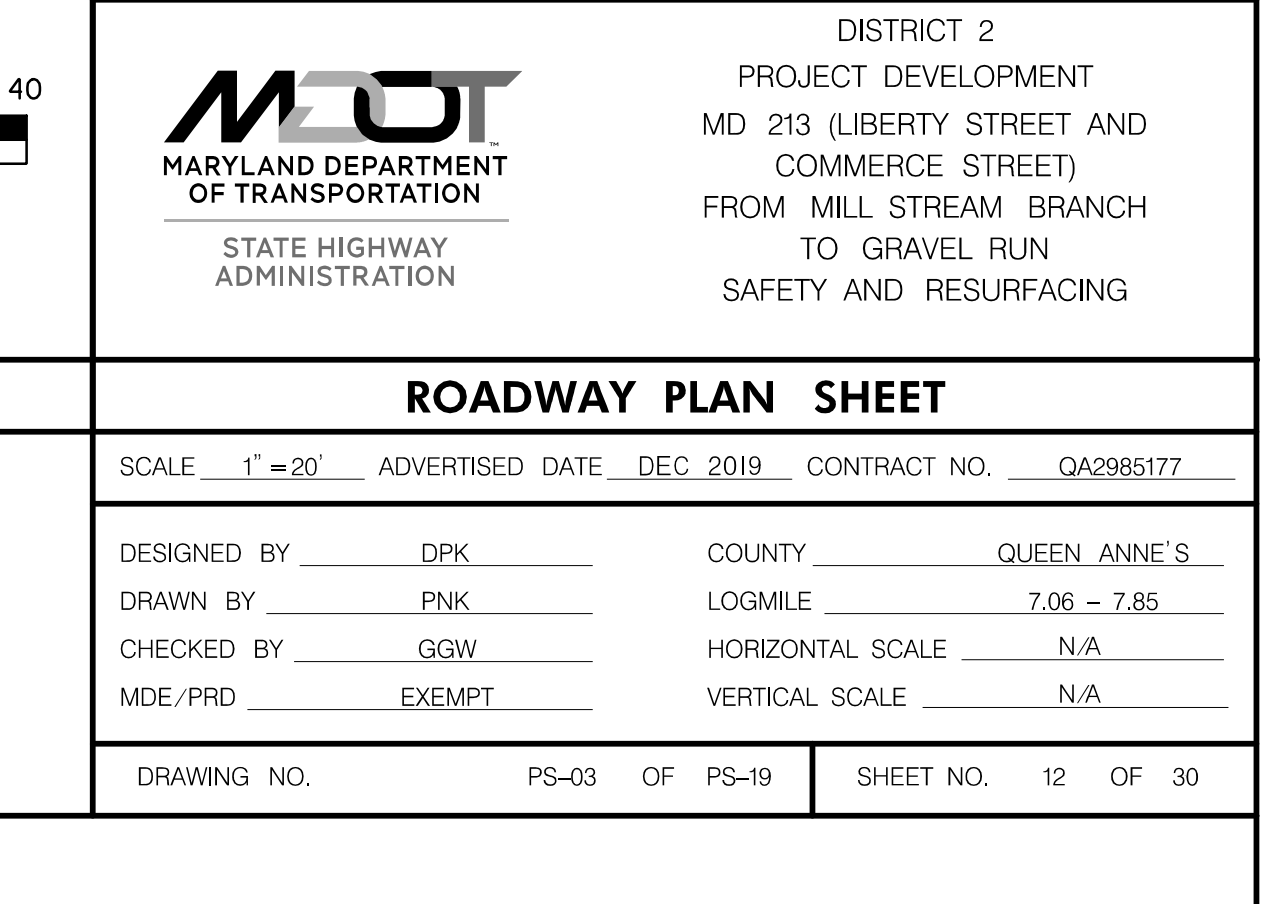 40
MDOT™
MARYLAND DEPARTMENT
OF TRANSPORTATION
STATE HIGHWAY
ADMINISTRATION
DISTRICT 2
PROJECT DEVELOPMENT
MD 213 (LIBERTY STREET AND
COMMERCE STREET)
FROM MILL STREAM BRANCH
TO GRAVEL RUN
SAFETY AND RESURFACING
ROADWAY PLAN SHEET
SCALE 1" = 20' ADVERTISED DATE DEC 2019 CONTRACT NO. QA2985177
DESIGNED BY DPK COUNTY QUEEN ANNE'S
DRAWN BY PNK LOGMILE 7.06 – 7.85
CHECKED BY GGW HORIZONTAL SCALE N/A
MDE/PRD EXEMPT VERTICAL SCALE N/A
DRAWING NO. PS–03 OF PS–19 SHEET NO. 12 OF 30